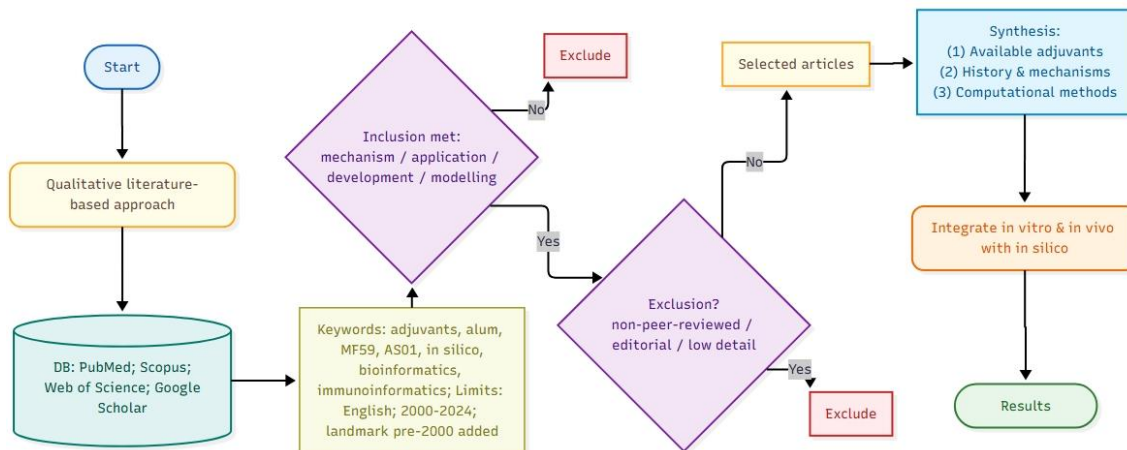 Start
Qualitative literature-
based approach
DB: PubMed; Scopus;
Web of Science; Google
Scholar
Keywords: adjuvants, alum,
MF59, AS01, in silico,
bioinformatics,
immunoinformatics; Limits:
English; 2000-2024;
landmark pre-2000 added
Inclusion met:
mechanism / application /
development / modelling
No
Exclude
Yes
Exclusion?
non-peer-reviewed /
editorial / low detail
Yes
Exclude
No
Selected articles
Synthesis:
(1) Available adjuvants
(2) History & mechanisms
(3) Computational methods
Integrate in vitro & in vivo
with in silico
Results